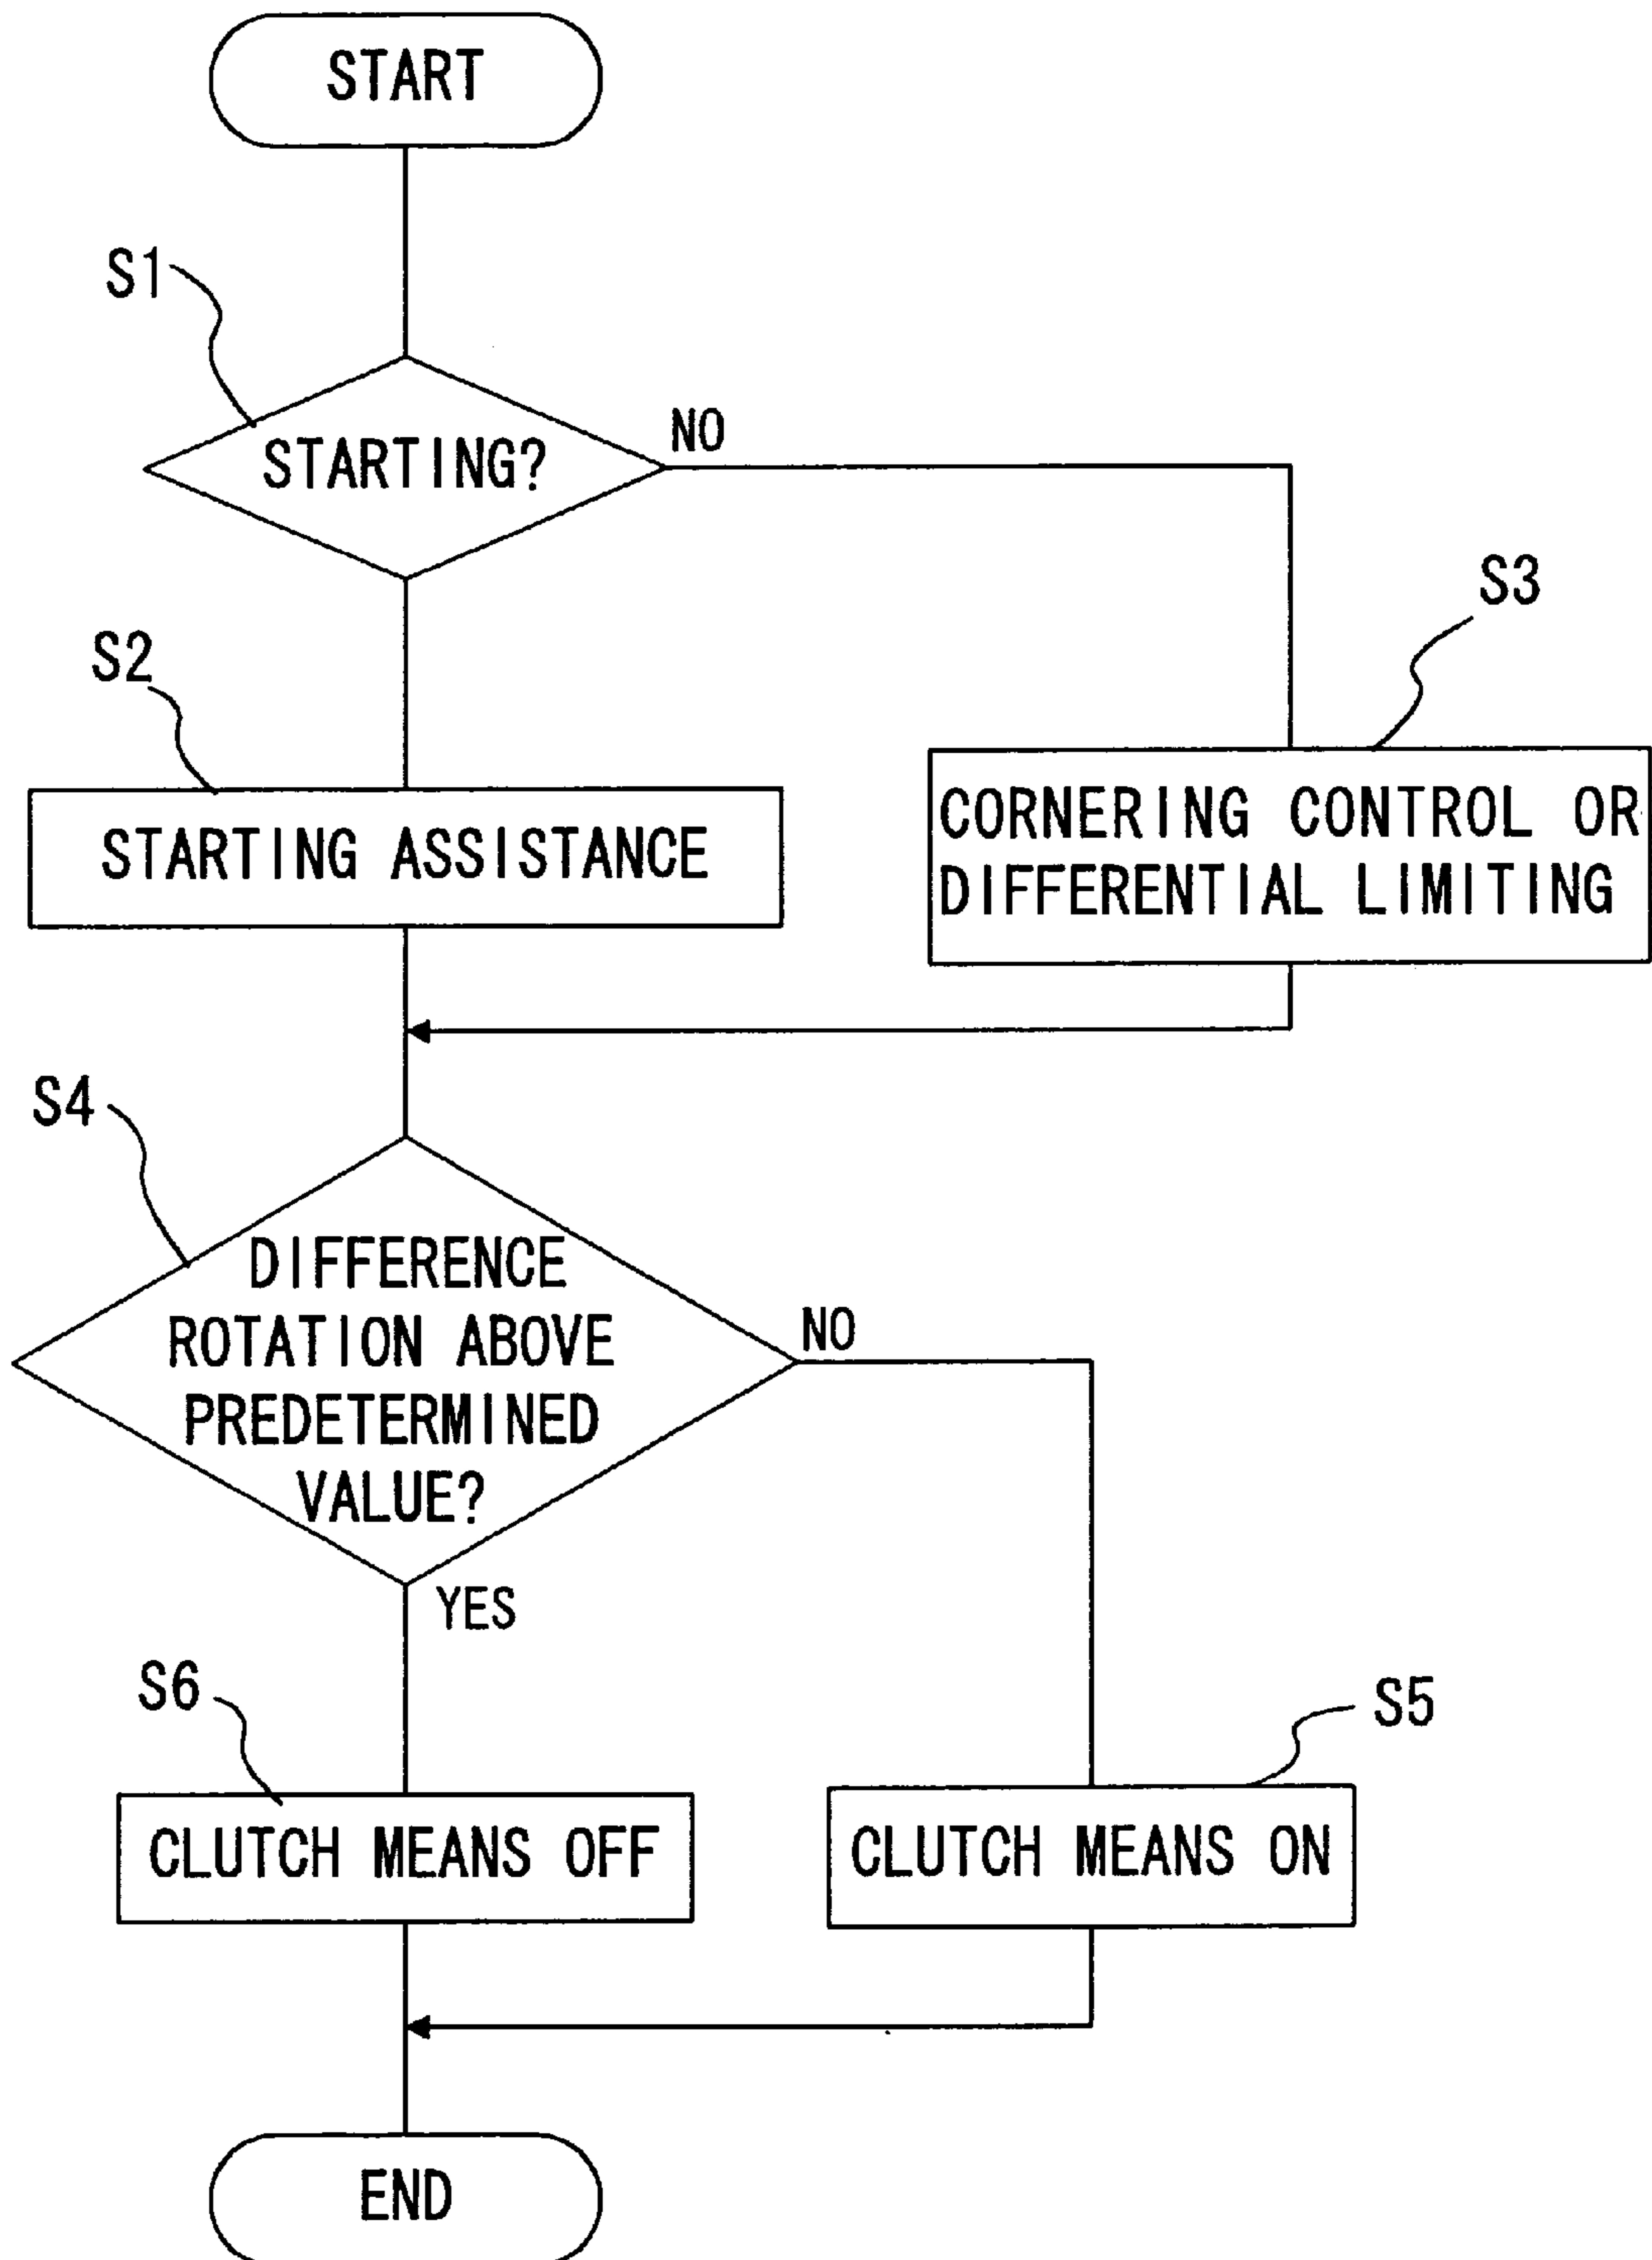 START
S1
STARTING?
NO
S2
STARTING ASSISTANCE
S3
CORNERING CONTROL OR
DIFFERENTIAL LIMITING
S4
DIFFERENCE
ROTATION ABOVE
PREDETERMINED
VALUE?
NO
YES
S6
CLUTCH MEANS OFF
S5
CLUTCH MEANS ON
END